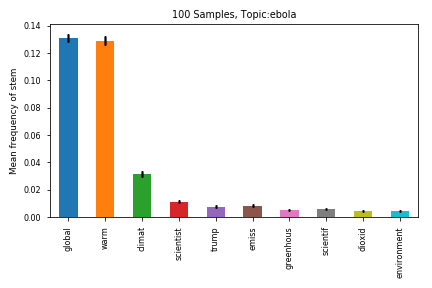 100 Samples, Topic:ebola
Mean frequency of stem
0.14
0.12
0.10
0.08
0.06
0.04
0.02
0.00
global
warm
climat
scientist
trump
emiss
greenhous
scientif
dioxid
environment